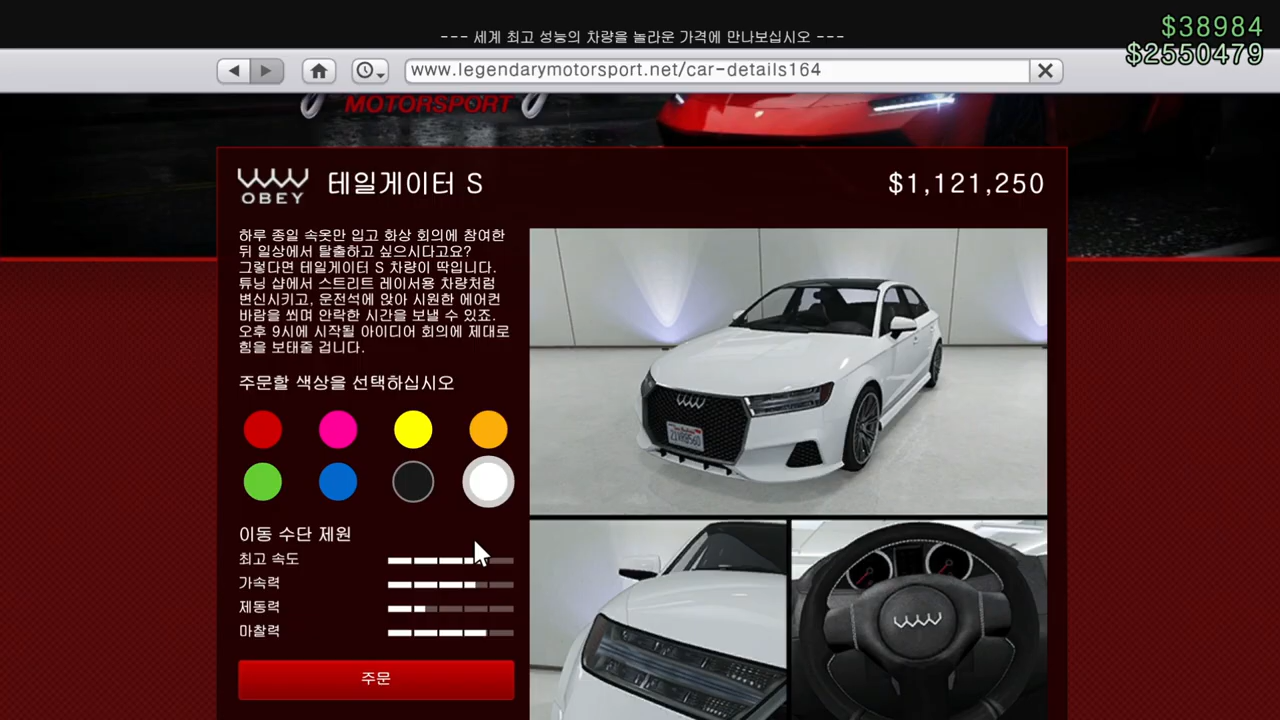 --- 세계 최고 성능의 차량을 놀라운 가격에 만나보십시오 ---
$38984
$2550479
www.legendarymotorsport.net/car-details164
MOTORSPORT
OBEY
테일게이터 S
$1,121,250
하루 종일 속옷만 입고 화상 회의에 참여한
뒤 일상에서 탈출하고 싶으시다고요?
그렇다면 테일게이터 S 차량이 딱입니다.
튜닝 샵에서 스트리트 레이서용 차량처럼
변신시키고, 운전석에 앉아 시원한 에어컨
바람을 쐬며 안락한 시간을 보낼 수 있죠.
오후 9시에 시작될 아이디어 회의에 제대로
힘을 보태줄 겁니다.
주문할 색상을 선택하십시오
이동 수단 제원
최고 속도
가속력
제동력
마찰력
주문